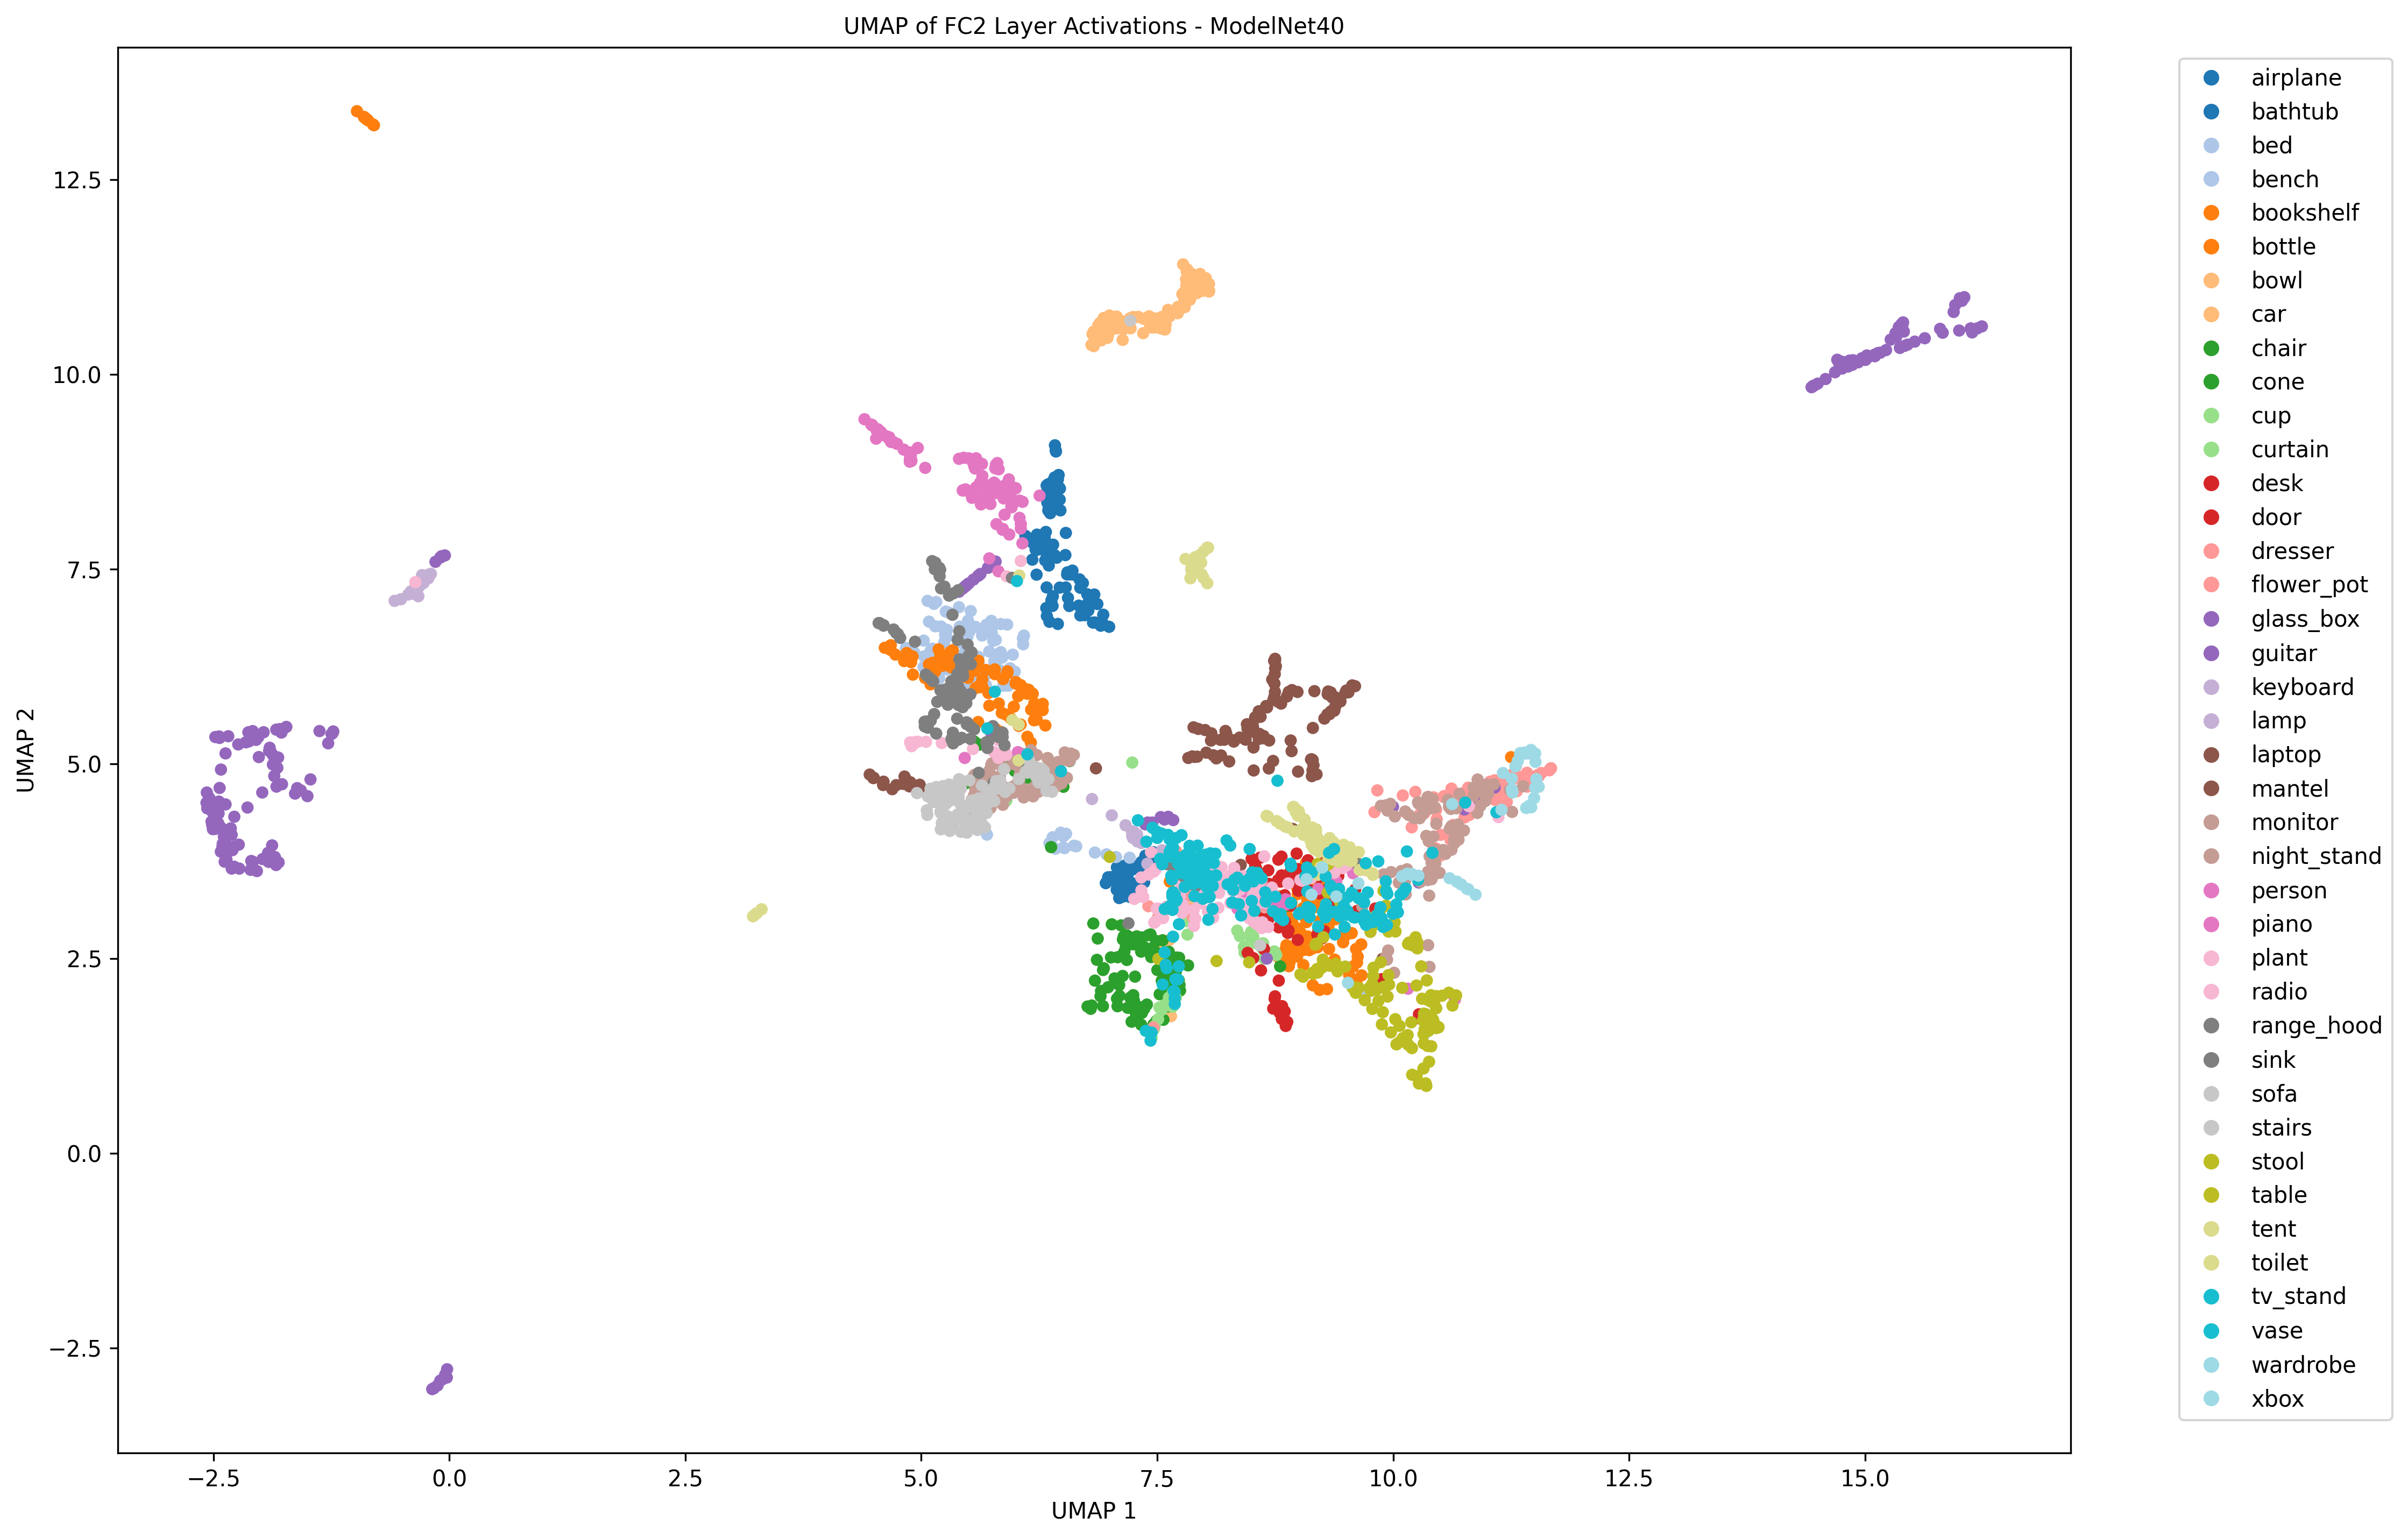 UMAP of FC2 Layer Activations - ModelNet40
12.5
10.0
7.5
5.0
2.5
0.0
−2.5
UMAP 2
−2.5
0.0
2.5
5.0
7.5
10.0
12.5
15.0
UMAP 1
airplane
bathtub
bed
bench
bookshelf
bottle
bowl
car
chair
cone
cup
curtain
desk
door
dresser
flower_pot
glass_box
guitar
keyboard
lamp
laptop
mantel
monitor
night_stand
person
piano
plant
radio
range_hood
sink
sofa
stairs
stool
table
tent
toilet
tv_stand
vase
wardrobe
xbox